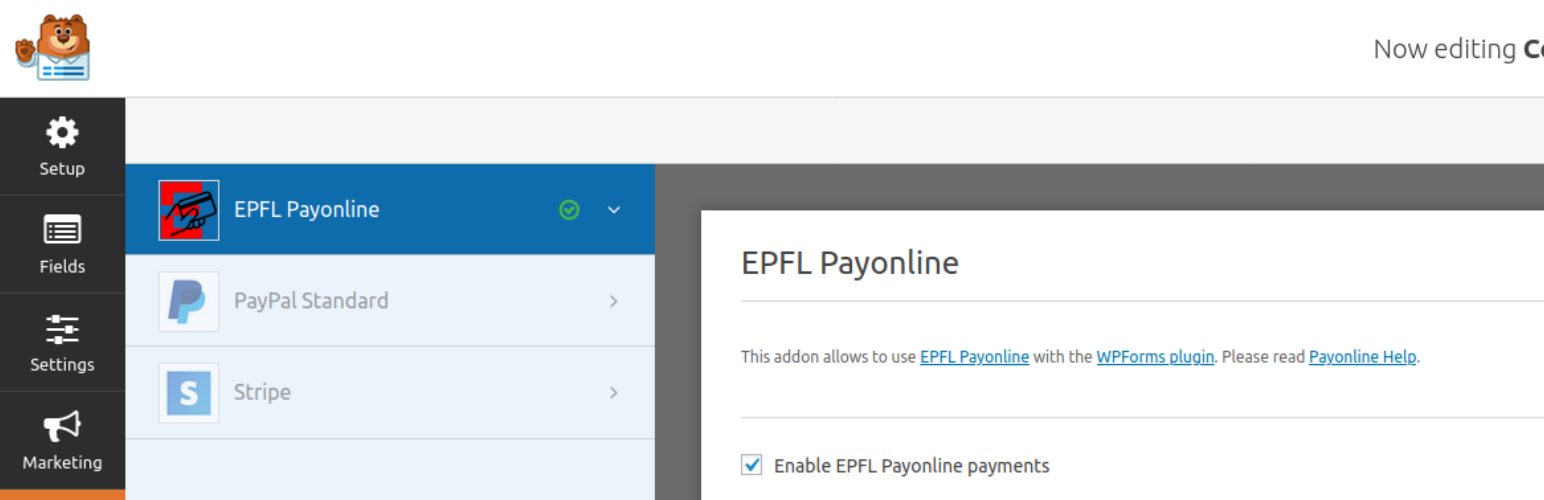 Now editing
Setup
Fields
Settings
Marketing
EPFL Payonline
PayPal Standard
S
Stripe
EPFL Payonline
This addon allows to use EPFL Payonline with the WPForms plugin. Please read Payonline Help.
Enable EPFL Payonline payments